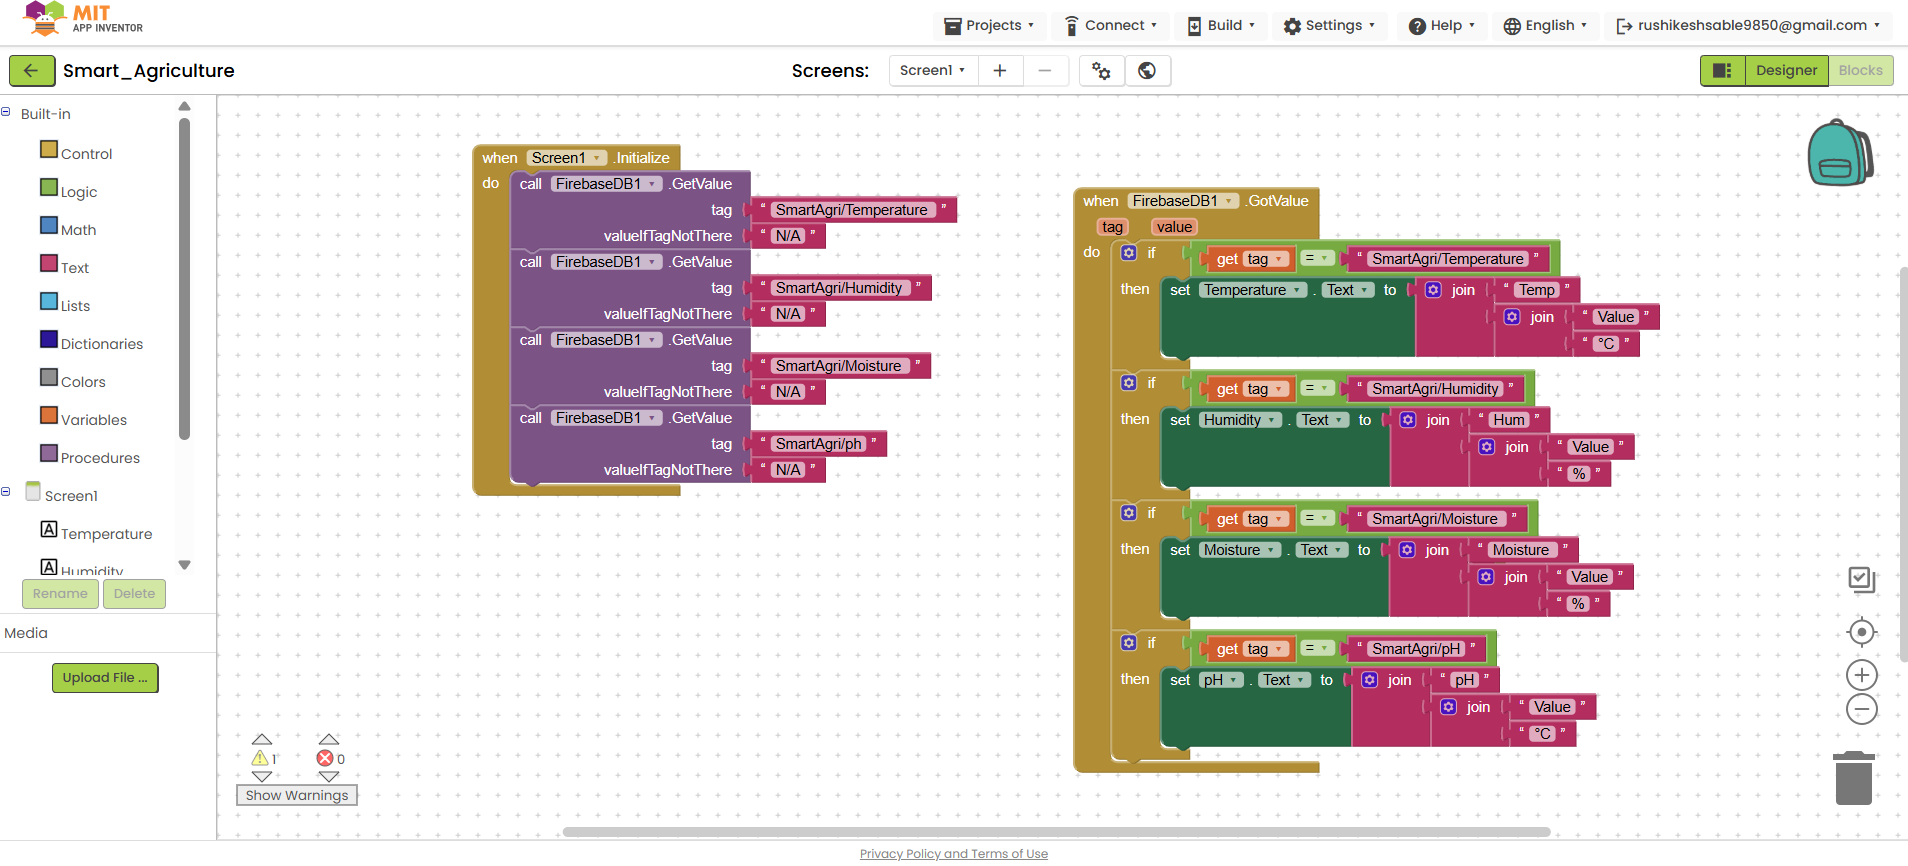 MIT
APP INVENTOR
Projects
Connect
Build
Settings
Help
English
rushikeshsable9850@gmail.com
Smart_Agriculture
Screens:
Screen1
Designer
Blocks
Built-in
Control
Logic
Math
Text
Lists
Dictionaries
Colors
Variables
Procedures
Screen1
Temperature
Humidity
Rename
Delete
Media
Upload File ...
when Screen1 .Initialize
do call FirebaseDB1 .GetValue
tag “ SmartAgri/Temperature ”
valueIfTagNotThere “ N/A ”
call FirebaseDB1 .GetValue
tag “ SmartAgri/Humidity ”
valueIfTagNotThere “ N/A ”
call FirebaseDB1 .GetValue
tag “ SmartAgri/Moisture ”
valueIfTagNotThere “ N/A ”
call FirebaseDB1 .GetValue
tag “ SmartAgri/ph ”
valueIfTagNotThere “ N/A ”
when FirebaseDB1 .GotValue
tag value
do if get tag = “ SmartAgri/Temperature ”
then set Temperature . Text to join “ Temp ”
join “ Value ”
“ °C ”
if get tag = “ SmartAgri/Humidity ”
then set Humidity . Text to join “ Hum ”
join “ Value ”
“ % ”
if get tag = “ SmartAgri/Moisture ”
then set Moisture . Text to join “ Moisture ”
join “ Value ”
“ % ”
if get tag = “ SmartAgri/pH ”
then set pH . Text to join “ pH ”
join “ Value ”
“ °C ”
1
0
Show Warnings
Privacy Policy and Terms of Use